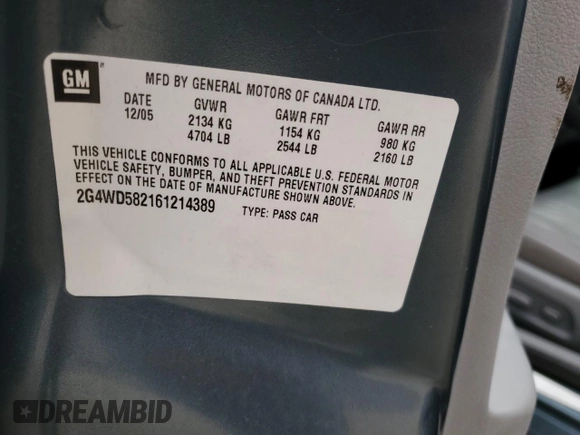 GM
MFD BY GENERAL MOTORS OF CANADA LTD.
DATE GVWR GAWR FRT GAWR RR
12/05 2134 KG 1154 KG 980 KG
4704 LB 2544 LB 2160 LB
THIS VEHICLE CONFORMS TO ALL APPLICABLE U.S. FEDERAL MOTOR
VEHICLE SAFETY, BUMPER, AND THEFT PREVENTION STANDARDS IN
EFFECT ON THE DATE OF MANUFACTURE SHOWN ABOVE.
2G4WD582161214389 TYPE: PASS CAR
DREAMBID